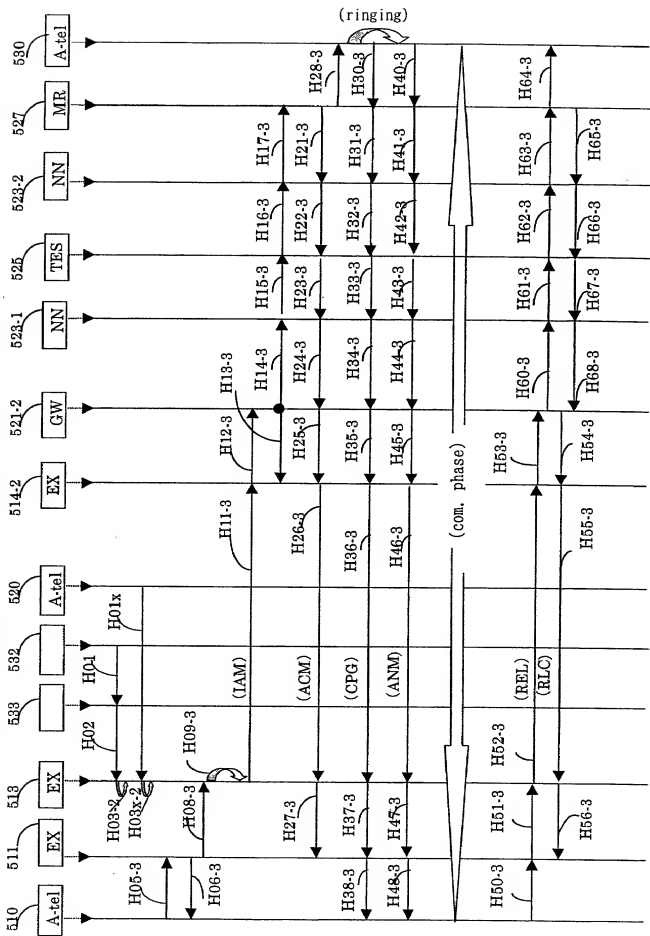 510
511
513
533
532
520
514-2
521-2
523-1
525
523-2
527
530
A-tel
EX
EX
A-tel
EX
GW
NN
TES
NN
MR
A-tel
(ringing)
H01
H01x
H02
H03-2
H03x-2
H05-3
H06-3
H08-3
H09-3
(IAM)
H11-3
H12-3
H13-3
H14-3
H15-3
H16-3
H17-3
(ACM)
H21-3
H22-3
H23-3
H24-3
H25-3
H26-3
H27-3
H28-3
(CPG)
H30-3
H31-3
H32-3
H33-3
H34-3
H35-3
H36-3
H37-3
H38-3
(ANM)
H40-3
H41-3
H42-3
H43-3
H44-3
H45-3
H46-3
H47-3
H48-3
(com. phase)
(REL)
(RLC)
H50-3
H51-3
H52-3
H53-3
H54-3
H55-3
H56-3
H60-3
H61-3
H62-3
H63-3
H64-3
H65-3
H66-3
H67-3
H68-3